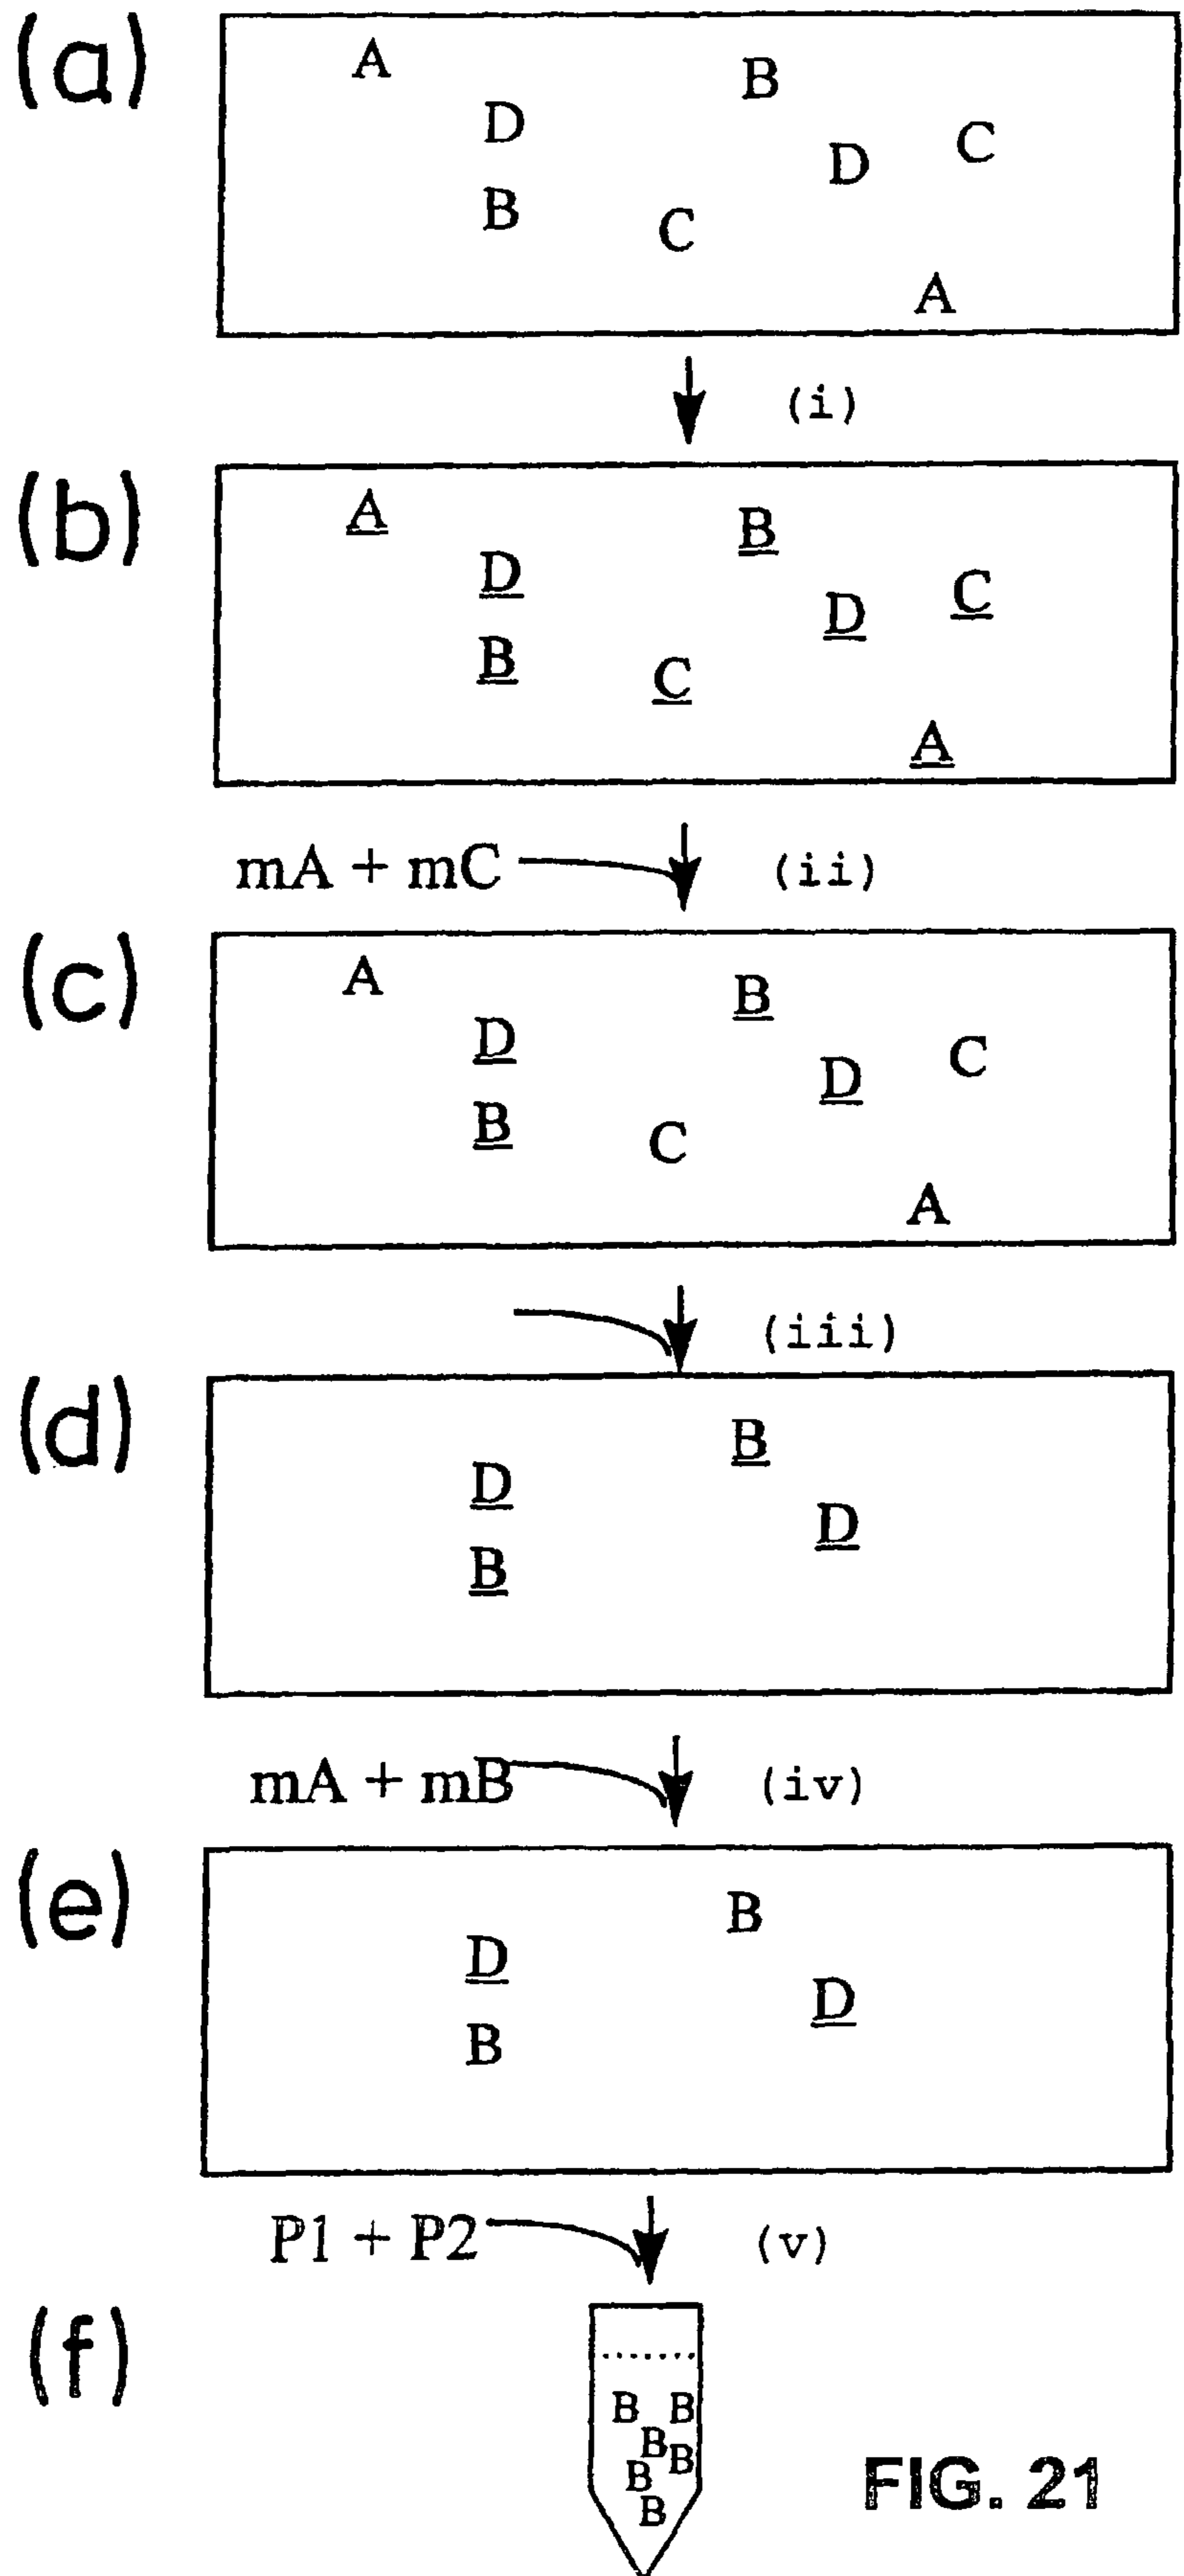 (a)
A
B
D
C
D
B
C
A
(i)
(b)
A
B
D
C
D
B
C
A
mA + mC
(ii)
(c)
A
B
D
C
D
B
C
A
(iii)
(d)
B
D
D
B
mA + mB
(iv)
(e)
B
D
D
B
P1 + P2
(v)
(f)
B B
B
B
B
B
FIG. 21